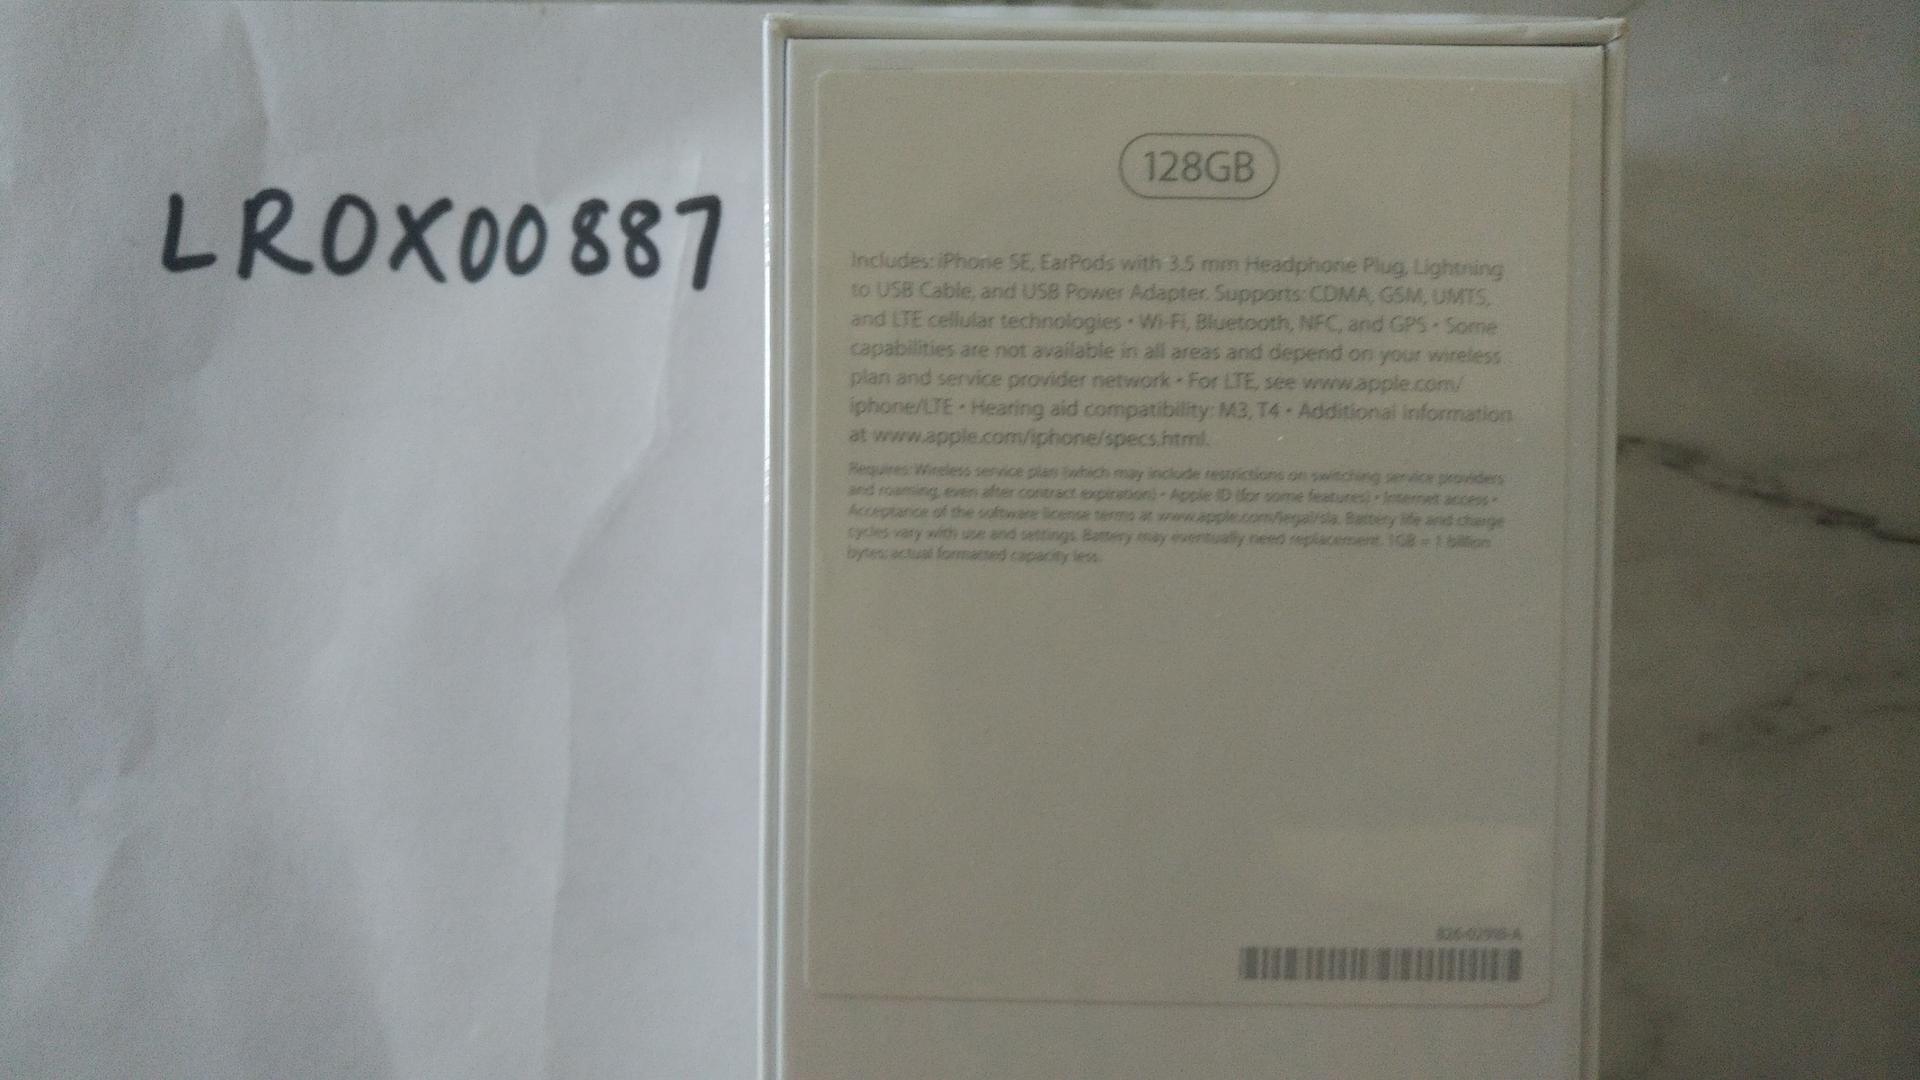 LROX00887
128GB
Includes: iPhone SE, EarPods with 3.5 mm Headphone Plug, Lightning
to USB Cable, and USB Power Adapter. Supports: CDMA, GSM, UMTS,
and LTE cellular technologies • Wi-Fi, Bluetooth, NFC, and GPS • Some
capabilities are not available in all areas and depend on your wireless
plan and service provider network • For LTE, see www.apple.com/
iphone/LTE • Hearing aid compatibility: M3, T4 • Additional information
at www.apple.com/iphone/specs.html.
Requires: Wireless service plan (which may include restrictions on switching service providers
and roaming, even after contract expiration) • Apple ID (for some features) • Internet access •
Acceptance of the software license terms at www.apple.com/legal/sla. Battery life and charge
cycles vary with use and settings. Battery may eventually need replacement. 1GB = 1 billion
bytes; actual formatted capacity less.